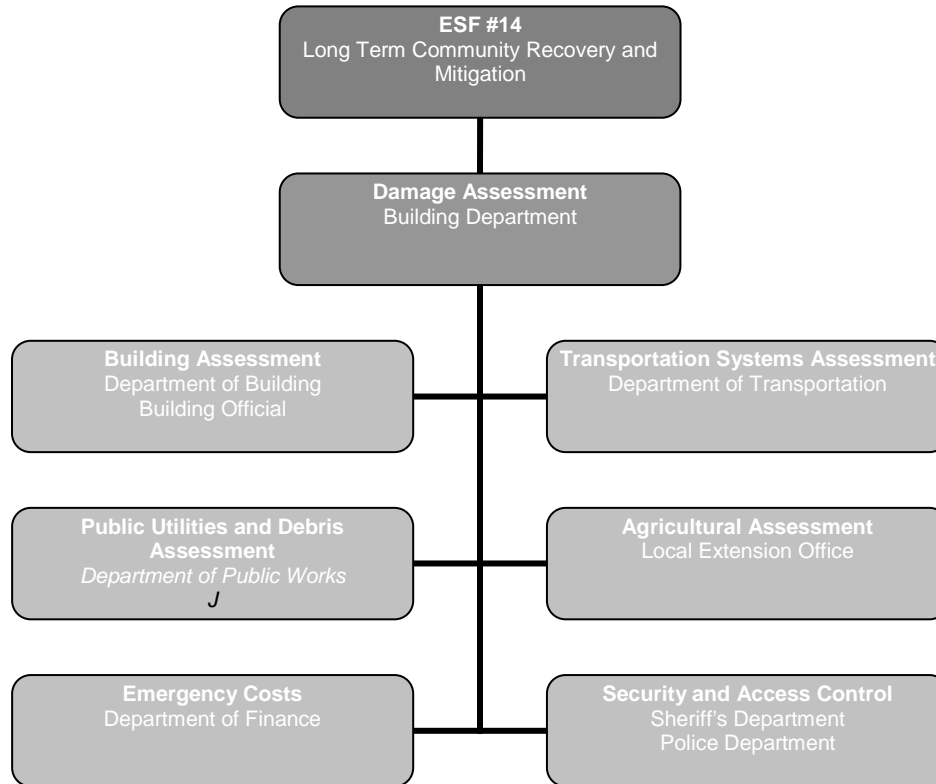 ESF #14
Long Term Community Recovery and
Mitigation
Damage Assessment
Building Department
Building Assessment
Department of Building
Building Official
Transportation Systems Assessment
Department of Transportation
Public Utilities and Debris
Assessment
Department of Public Works
J
Agricultural Assessment
Local Extension Office
Emergency Costs
Department of Finance
Security and Access Control
Sheriff's Department
Police Department